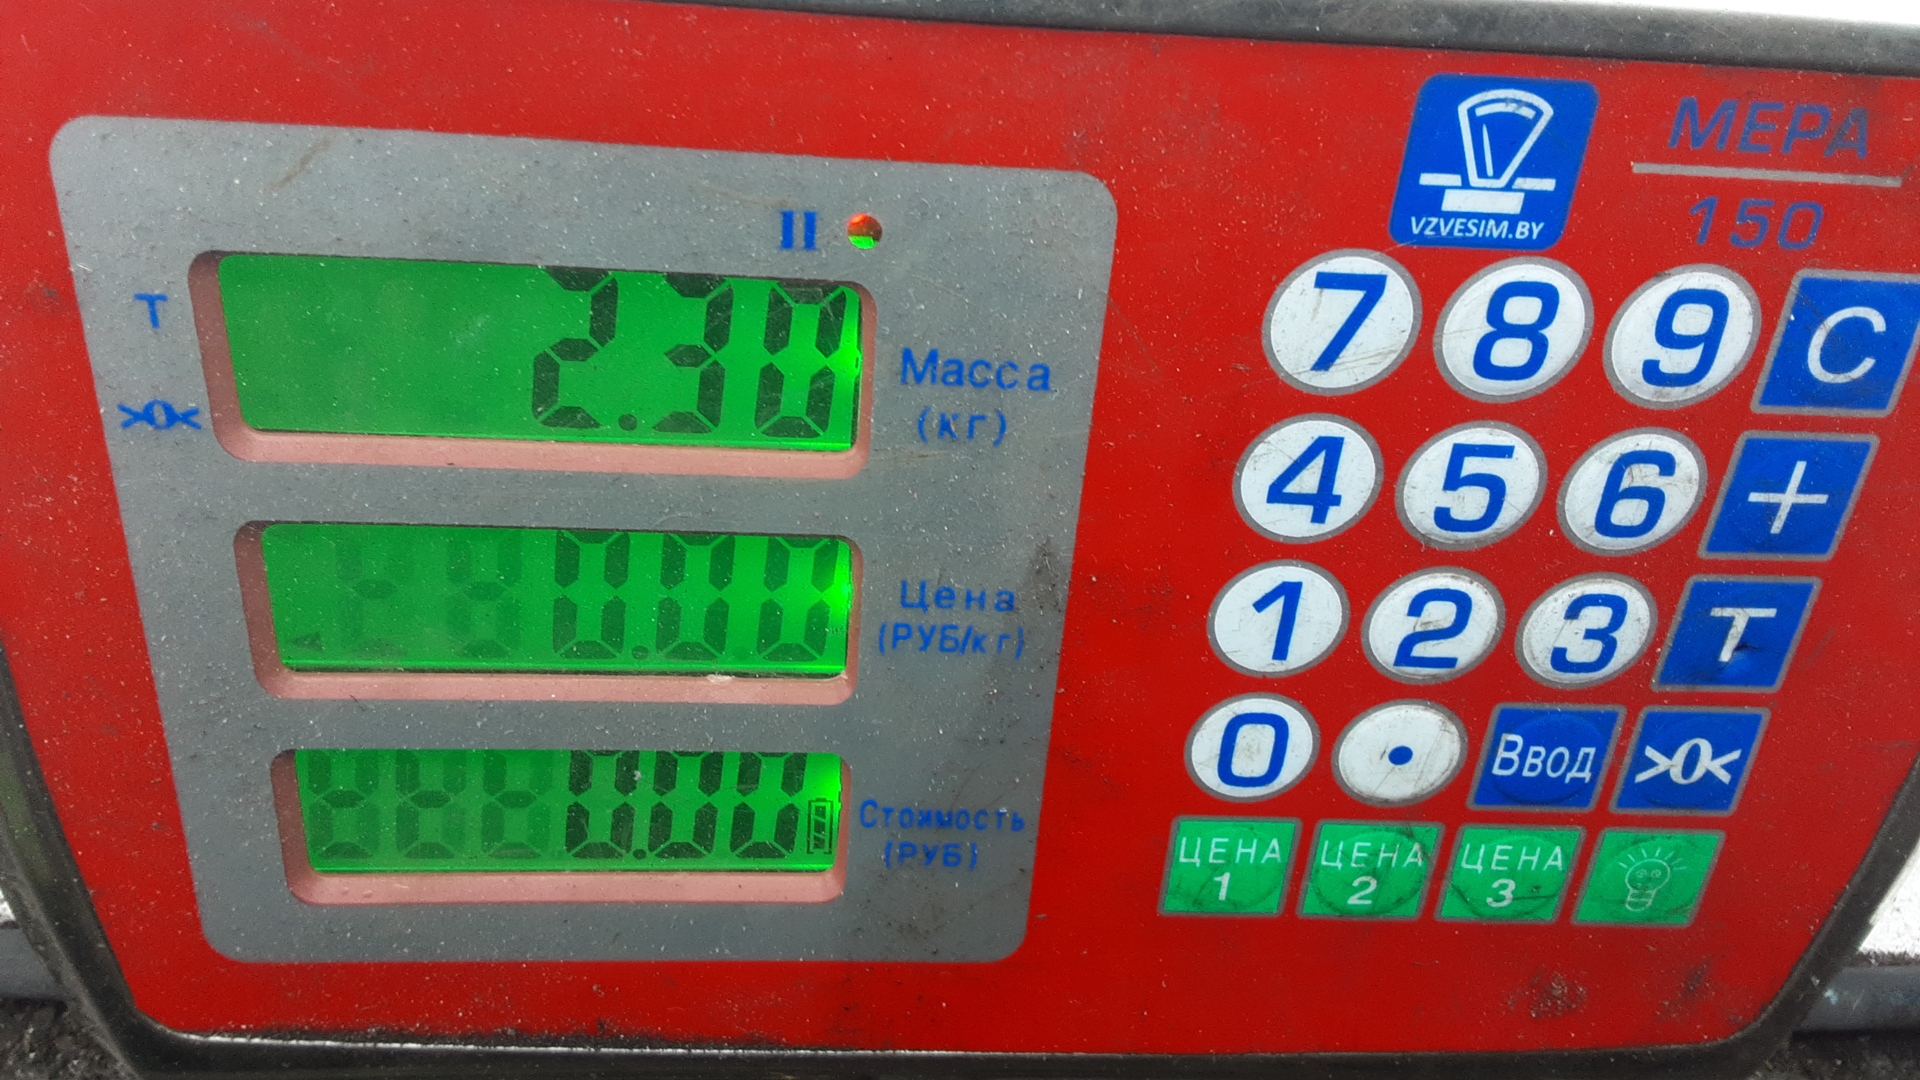 II
T
2.30
Масса
(кг)
>0<
0.00
Цена
(РУБ/кг)
0.00
Стоимость
(РУБ)
VZVESIM.BY
МЕРА
150
7 8 9 C
4 5 6 +
1 2 3 T
0 . Ввод >0<
ЦЕНА 1
ЦЕНА 2
ЦЕНА 3